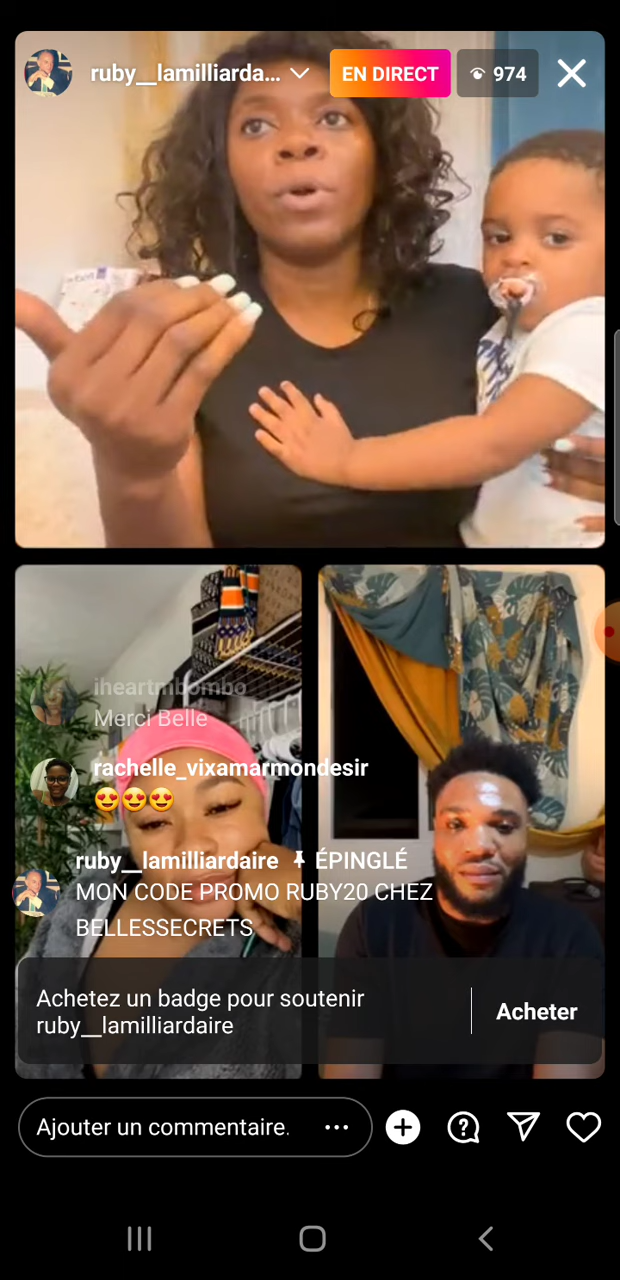 ruby__lamilliarda...
EN DIRECT
974
iheartmbombo
Merci Belle
rachelle_vixamarmondesir
😍😍😍
ruby__lamilliardaire ÉPINGLÉ
MON CODE PROMO RUBY20 CHEZ
BELLESSECRETS
Achetez un badge pour soutenir
ruby__lamilliardaire
Acheter
Ajouter un commentaire.